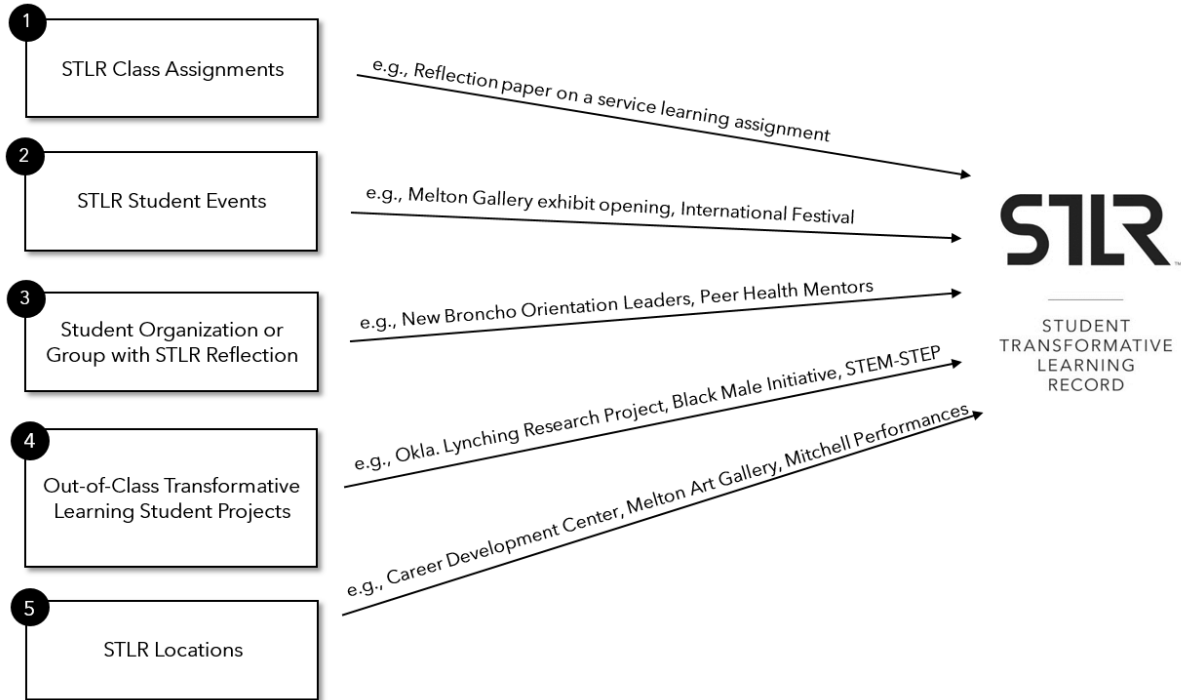 1
STLR Class Assignments
e.g., Reflection paper on a service learning assignment
2
STLR Student Events
e.g., Melton Gallery exhibit opening, International Festival
3
Student Organization or
Group with STLR Reflection
e.g., New Broncho Orientation Leaders, Peer Health Mentors
4
Out-of-Class Transformative
Learning Student Projects
e.g., Okla. Lynching Research Project, Black Male Initiative, STEM-STEP
5
STLR Locations
e.g., Career Development Center, Melton Art Gallery, Mitchell Performances
STLR™
STUDENT
TRANSFORMATIVE
LEARNING
RECORD